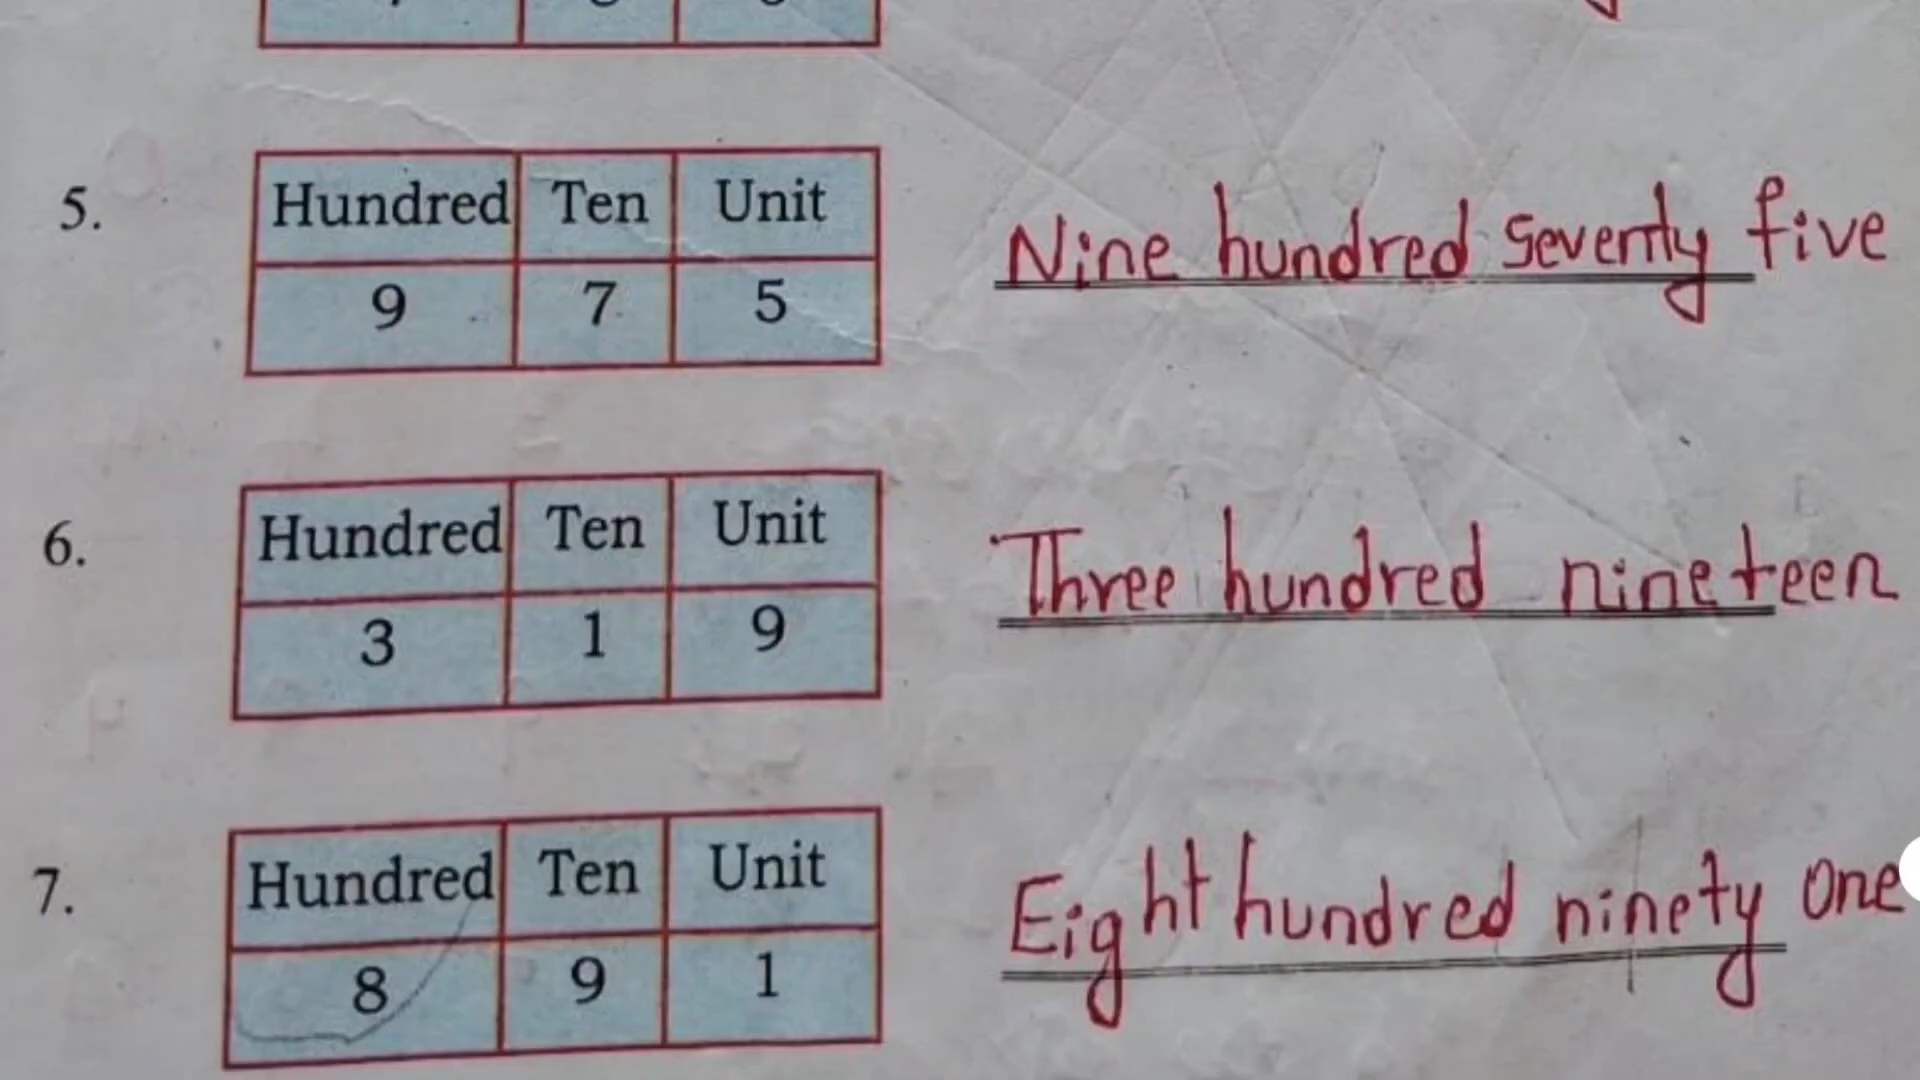 5.
Hundred Ten Unit
9 7 5
Nine hundred seventy five
6.
Hundred Ten Unit
3 1 9
Three hundred nineteen
7.
Hundred Ten Unit
8 9 1
Eight hundred ninety One